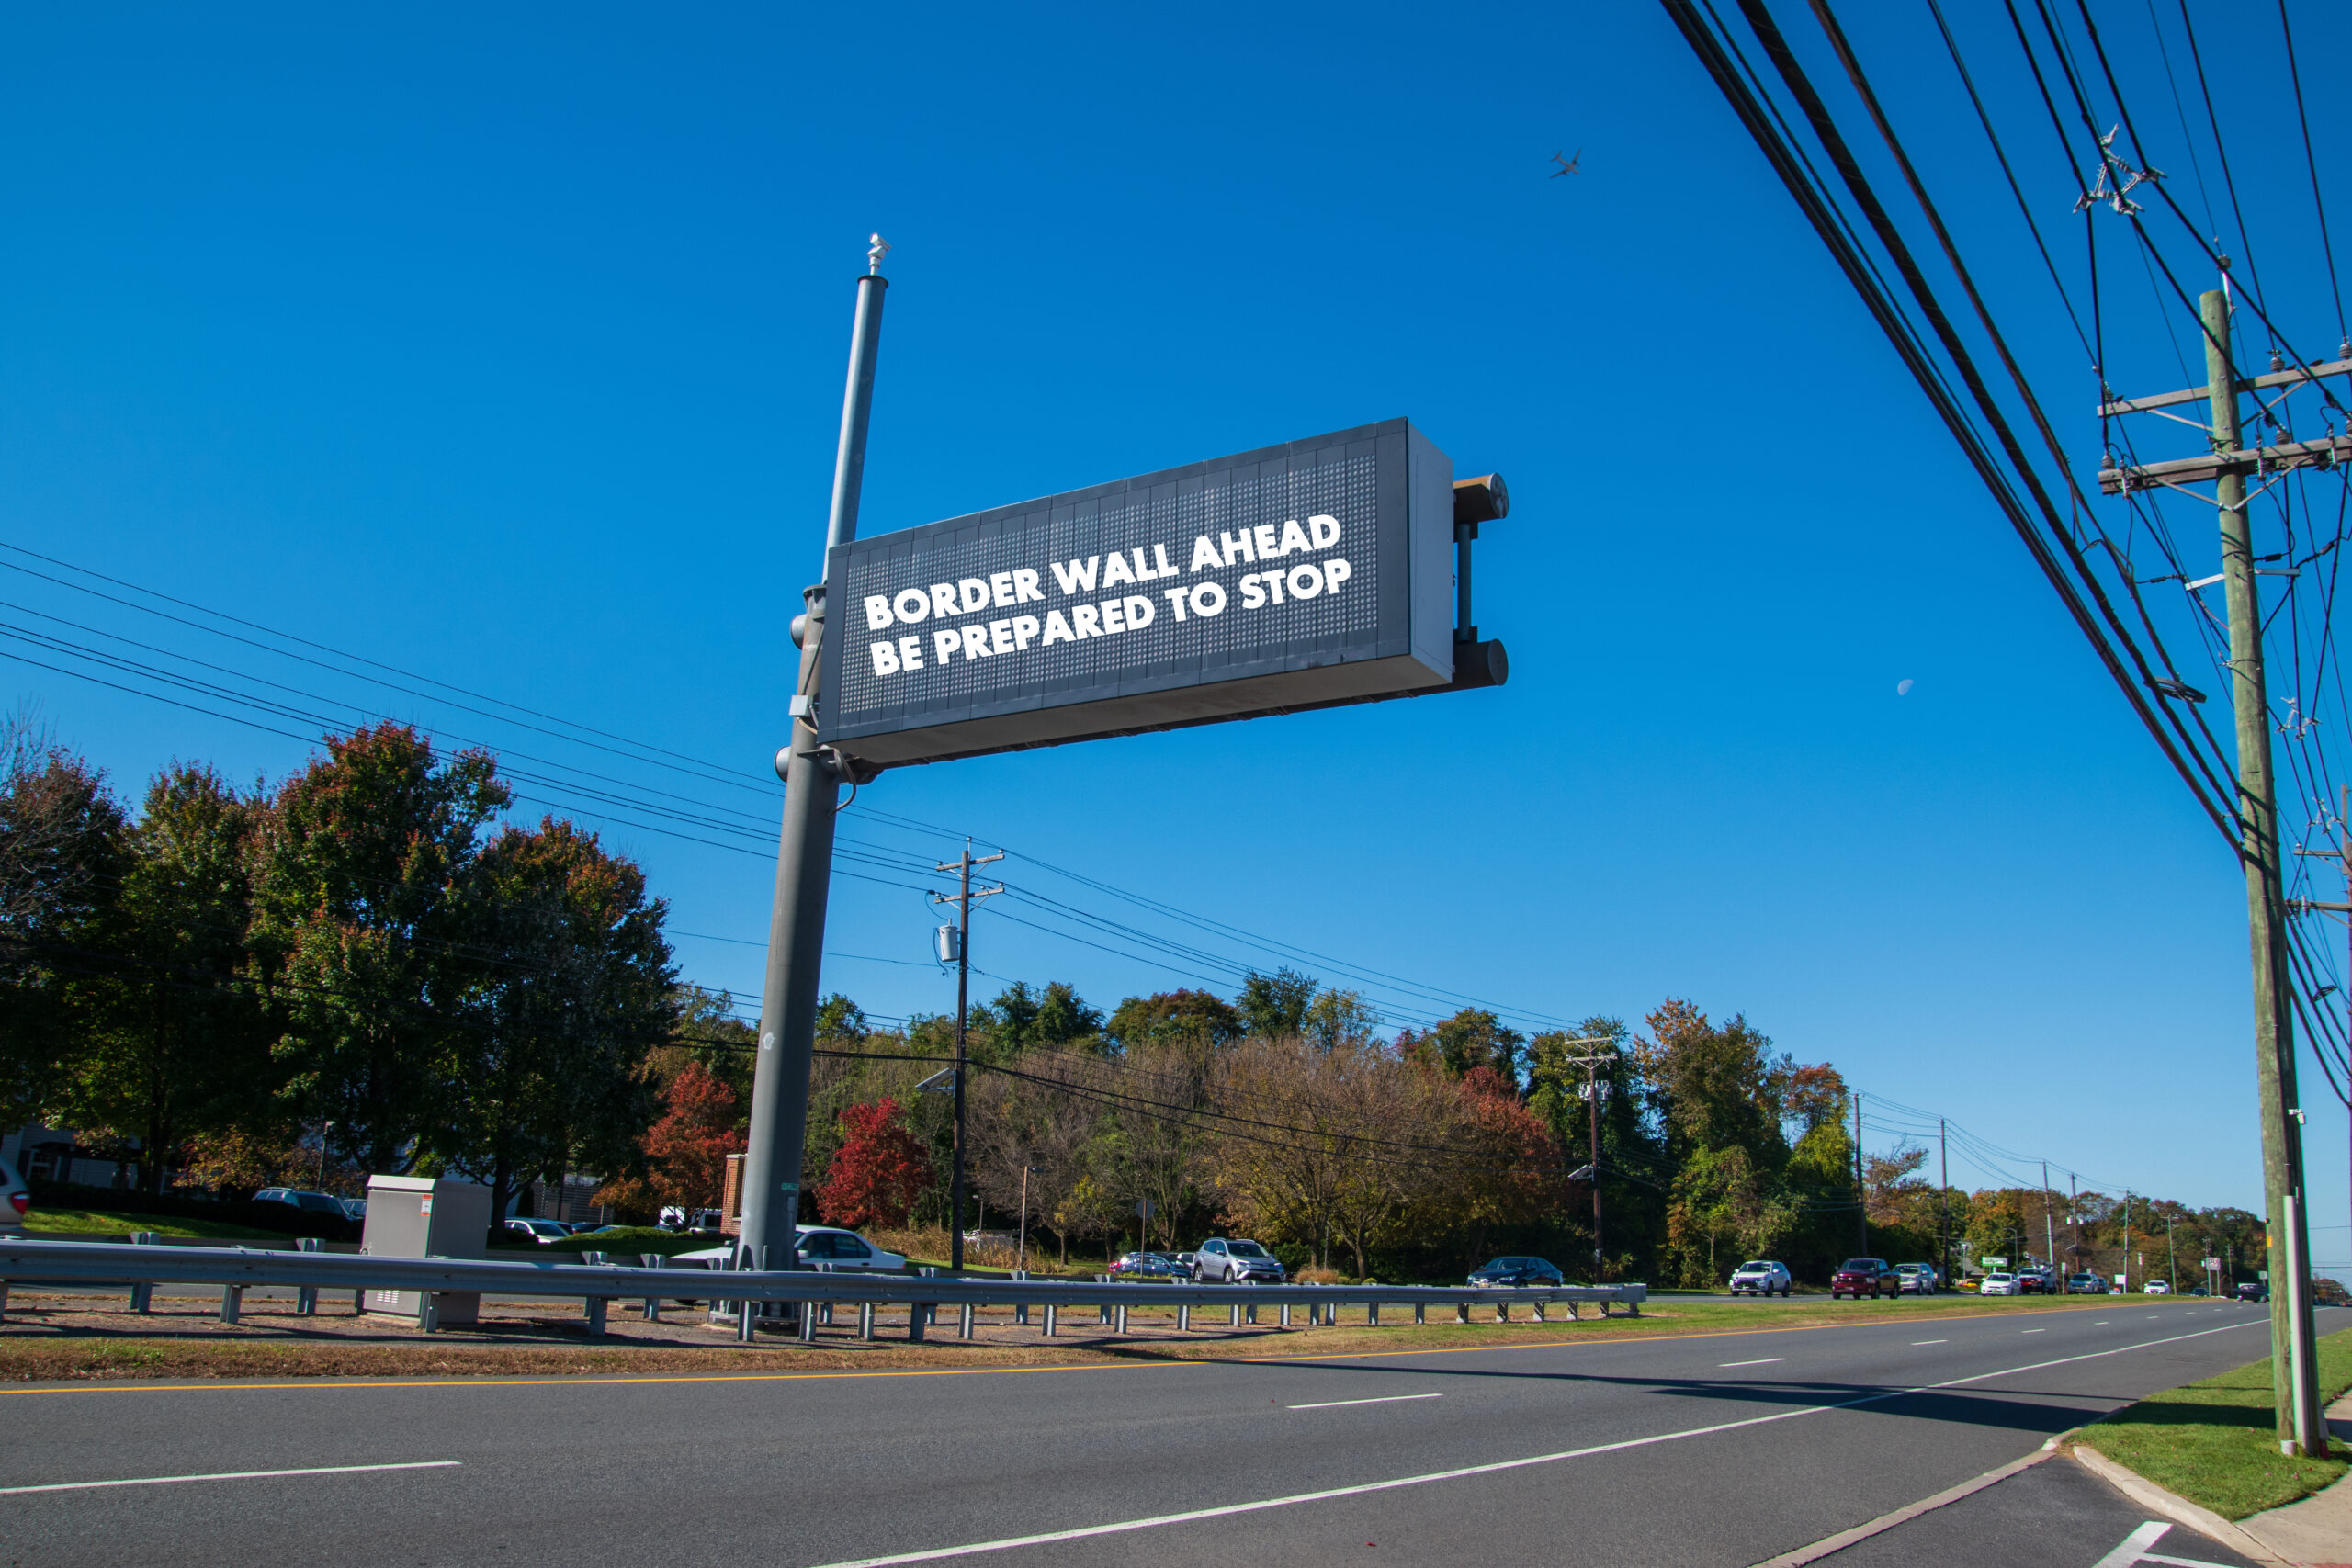 BORDER WALL AHEAD
BE PREPARED TO STOP